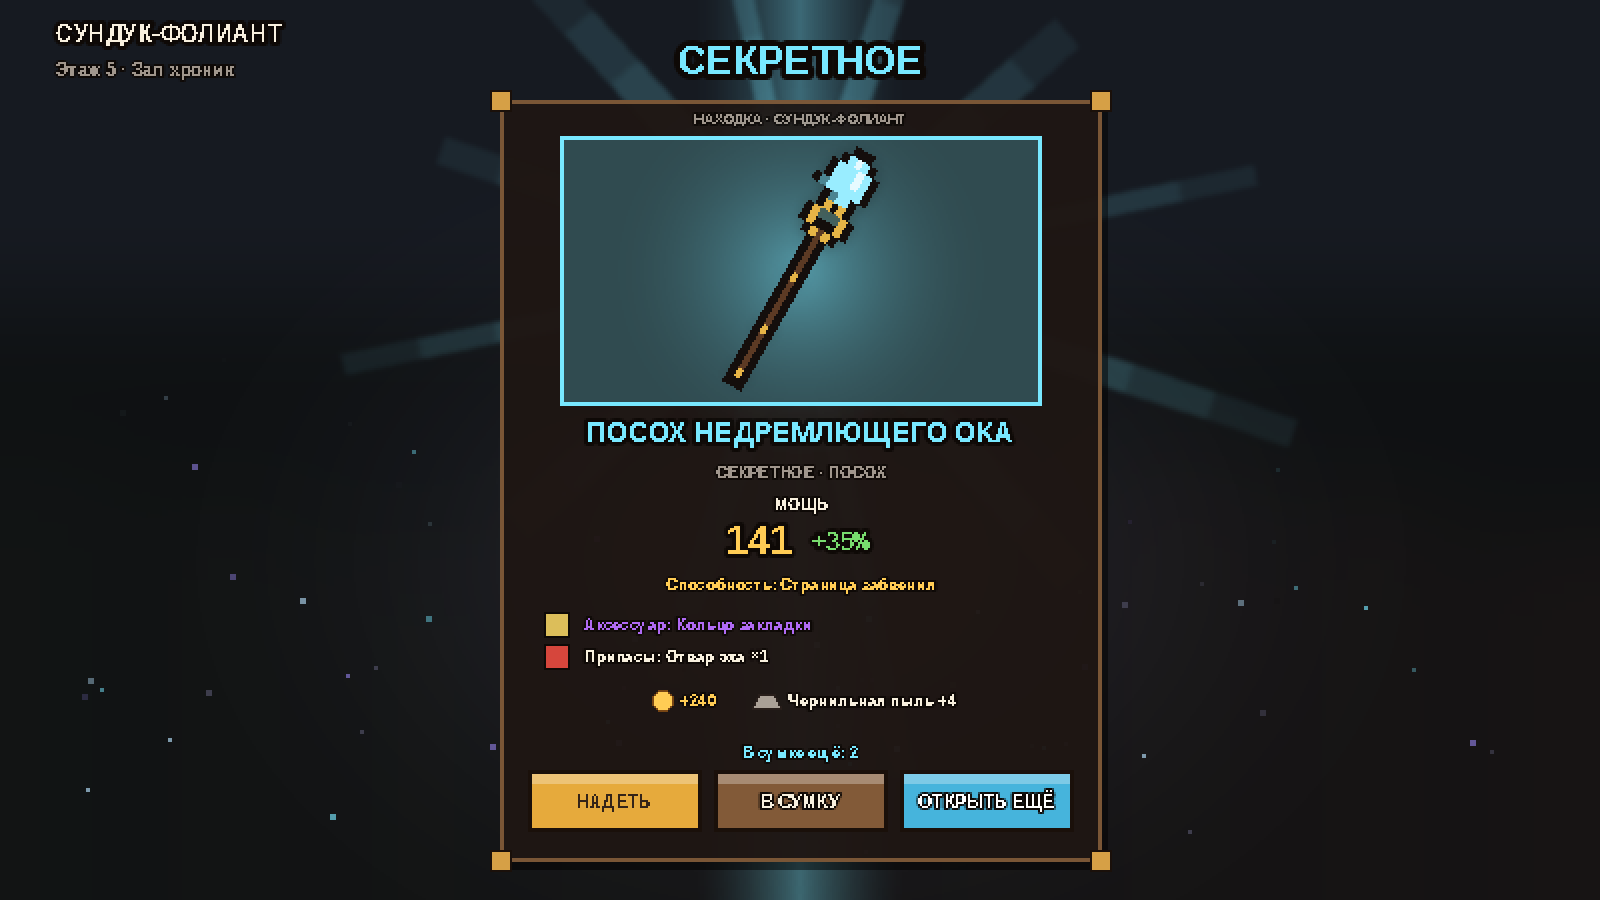 СУНДУК-ФОЛИАНТ
Этаж 5 · Зал хроник
СЕКРЕТНОЕ
НАХОДКА · СУНДУК-ФОЛИАНТ
ПОСОХ НЕДРЕМЛЮЩЕГО ОКА
СЕКРЕТНОЕ · ПОСОХ
МОЩЬ
141 +35%
Способность: Страница забвения
Аксессуар: Кольцо закладки
Припасы: Отвар эха ×1
+240 Чернильная пыль +4
В сумке ещё: 2
НАДЕТЬ В СУМКУ ОТКРЫТЬ ЕЩЁ